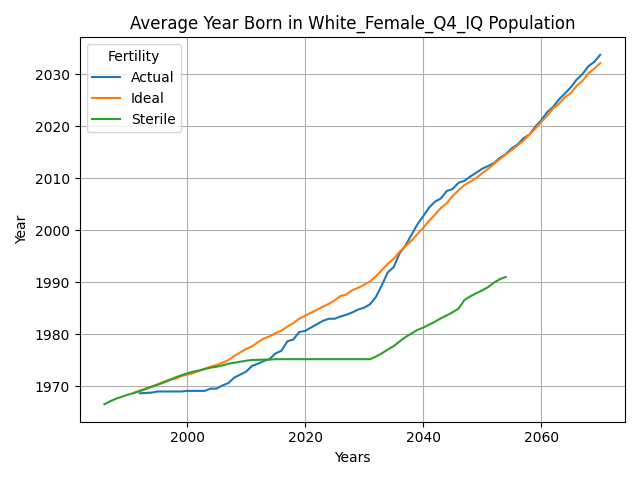 Average Year Born in White_Female_Q4_IQ Population
Fertility
Actual
Ideal
Sterile
2030
2020
2010
2000
1990
1980
1970
Year
2000
2020
2040
2060
Years